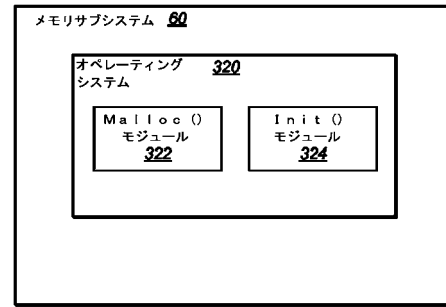 メモリサブシステム 60
オペレーティング 320
システム
Malloc()
モジュール
322
Init()
モジュール
324